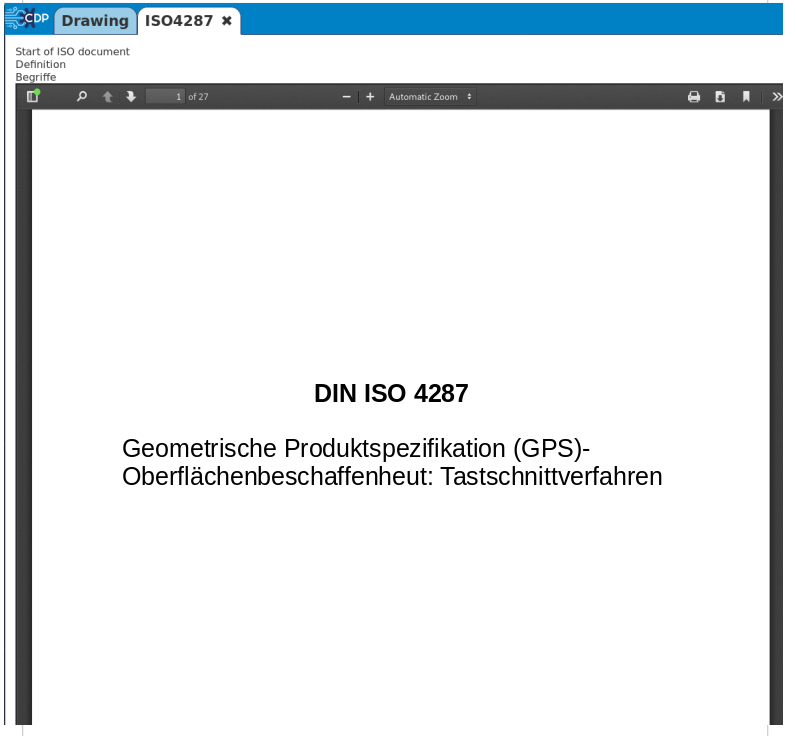 CDP Drawing ISO4287 ✖
Start of ISO document
Definition
Begriffe
1 of 27 Automatic Zoom
DIN ISO 4287
Geometrische Produktspezifikation (GPS)-
Oberflächenbeschaffenheut: Tastschnittverfahren